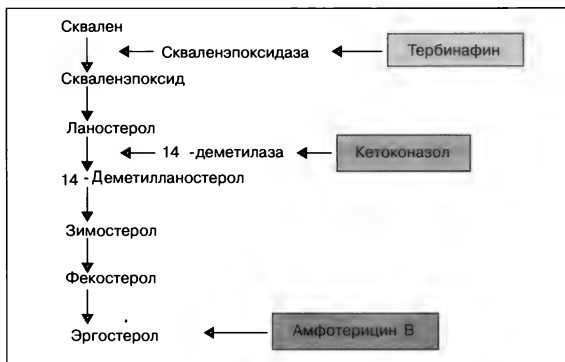 Сквален
Скваленэпоксидаза
Тербинафин
Скваленэпоксид
Ланостерол
14 -деметилаза
Кетоконазол
14 - Деметилланостерол
Зимостерол
Фекостерол
Эргостерол
Амфотерицин В